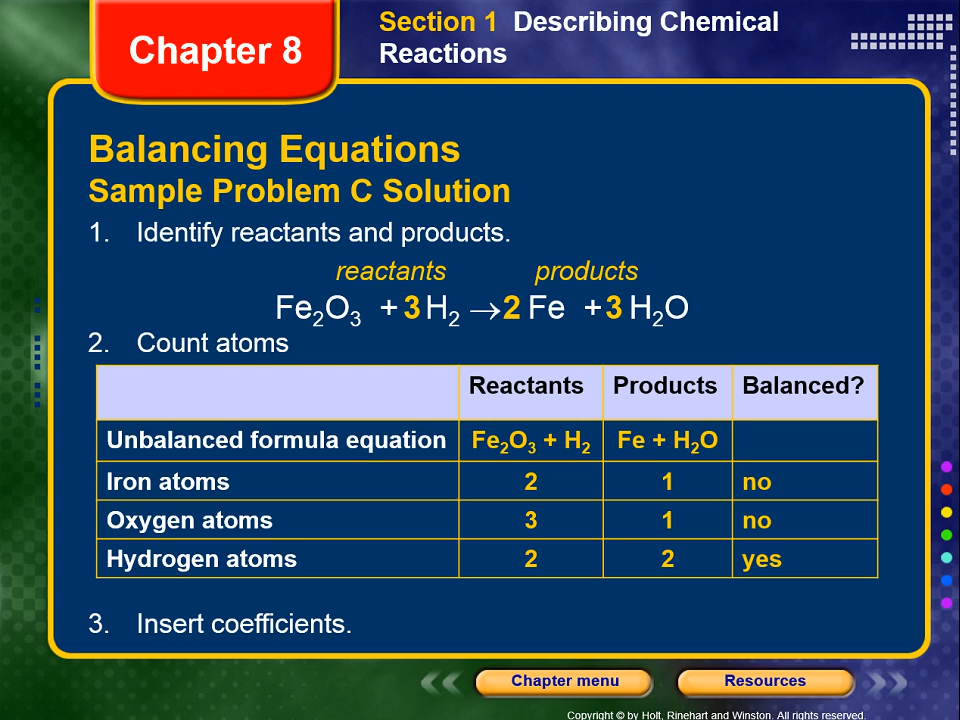 Chapter 8
Section 1 Describing Chemical
Reactions
Balancing Equations
Sample Problem C Solution
1. Identify reactants and products.
reactants products
Fe₂O₃ + 3 H₂ → 2 Fe + 3 H₂O
2. Count atoms
Reactants Products Balanced?
Unbalanced formula equation Fe₂O₃ + H₂ Fe + H₂O
Iron atoms 2 1 no
Oxygen atoms 3 1 no
Hydrogen atoms 2 2 yes
3. Insert coefficients.
Chapter menu Resources
Copyright © by Holt, Rinehart and Winston. All rights reserved.